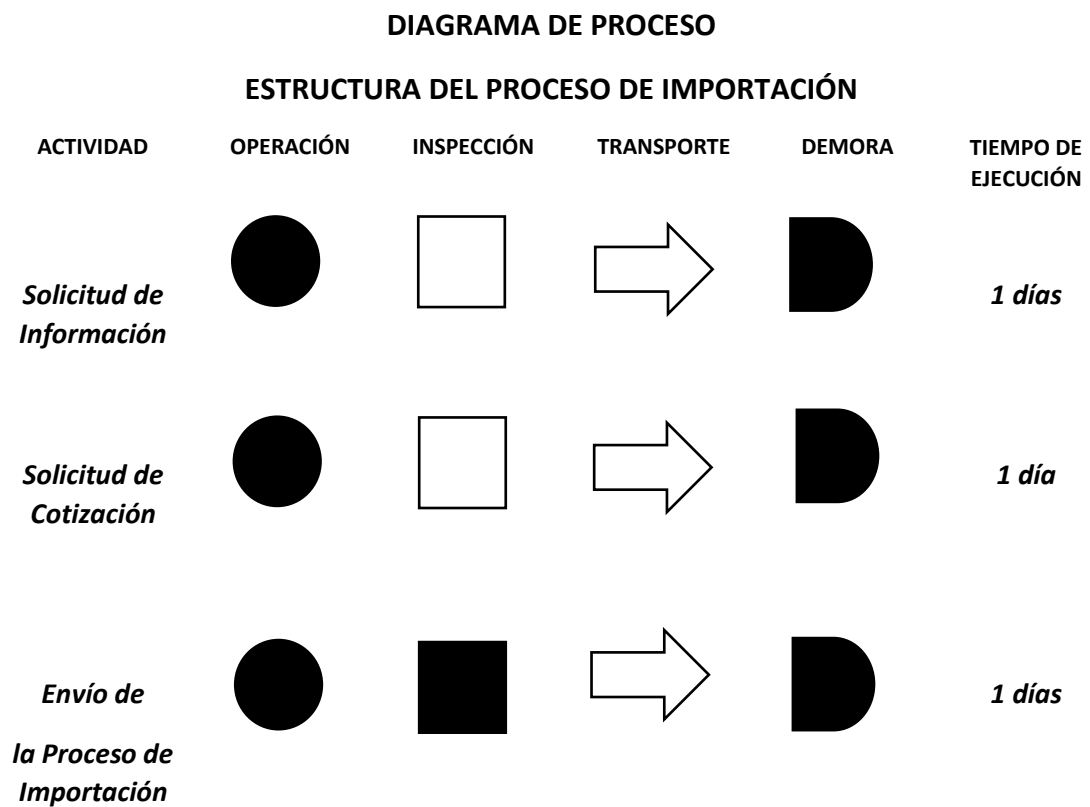 DIAGRAMA DE PROCESO
ESTRUCTURA DEL PROCESO DE IMPORTACIÓN
ACTIVIDAD OPERACIÓN INSPECCIÓN TRANSPORTE DEMORA TIEMPO DE
EJECUCIÓN
Solicitud de 1 días
Información
Solicitud de 1 día
Cotización
Envío de 1 días
la Proceso de
Importación